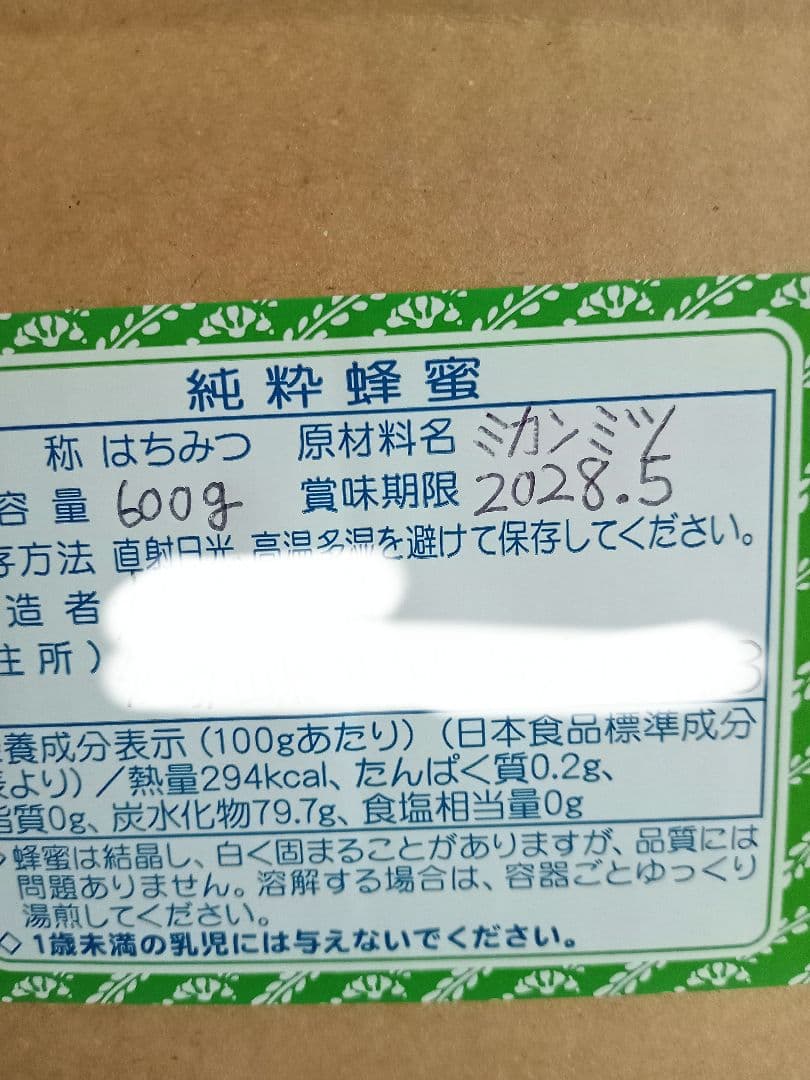 純粋蜂蜜
称 はちみつ 原材料名 ミカンミツ
容量 600g 賞味期限 2028.5
存方法 直射日光、高温多湿を避けて保存してください。
造者
住所)
養成分表示(100gあたり)(日本食品標準成分
表より)/熱量294kcal、たんぱく質0.2g、
脂質0g、炭水化物79.7g、食塩相当量0g
◇蜂蜜は結晶し、白く固まることがありますが、品質には
問題ありません。溶解する場合は、容器ごとゆっくり
湯煎してください。
◇1歳未満の乳児には与えないでください。